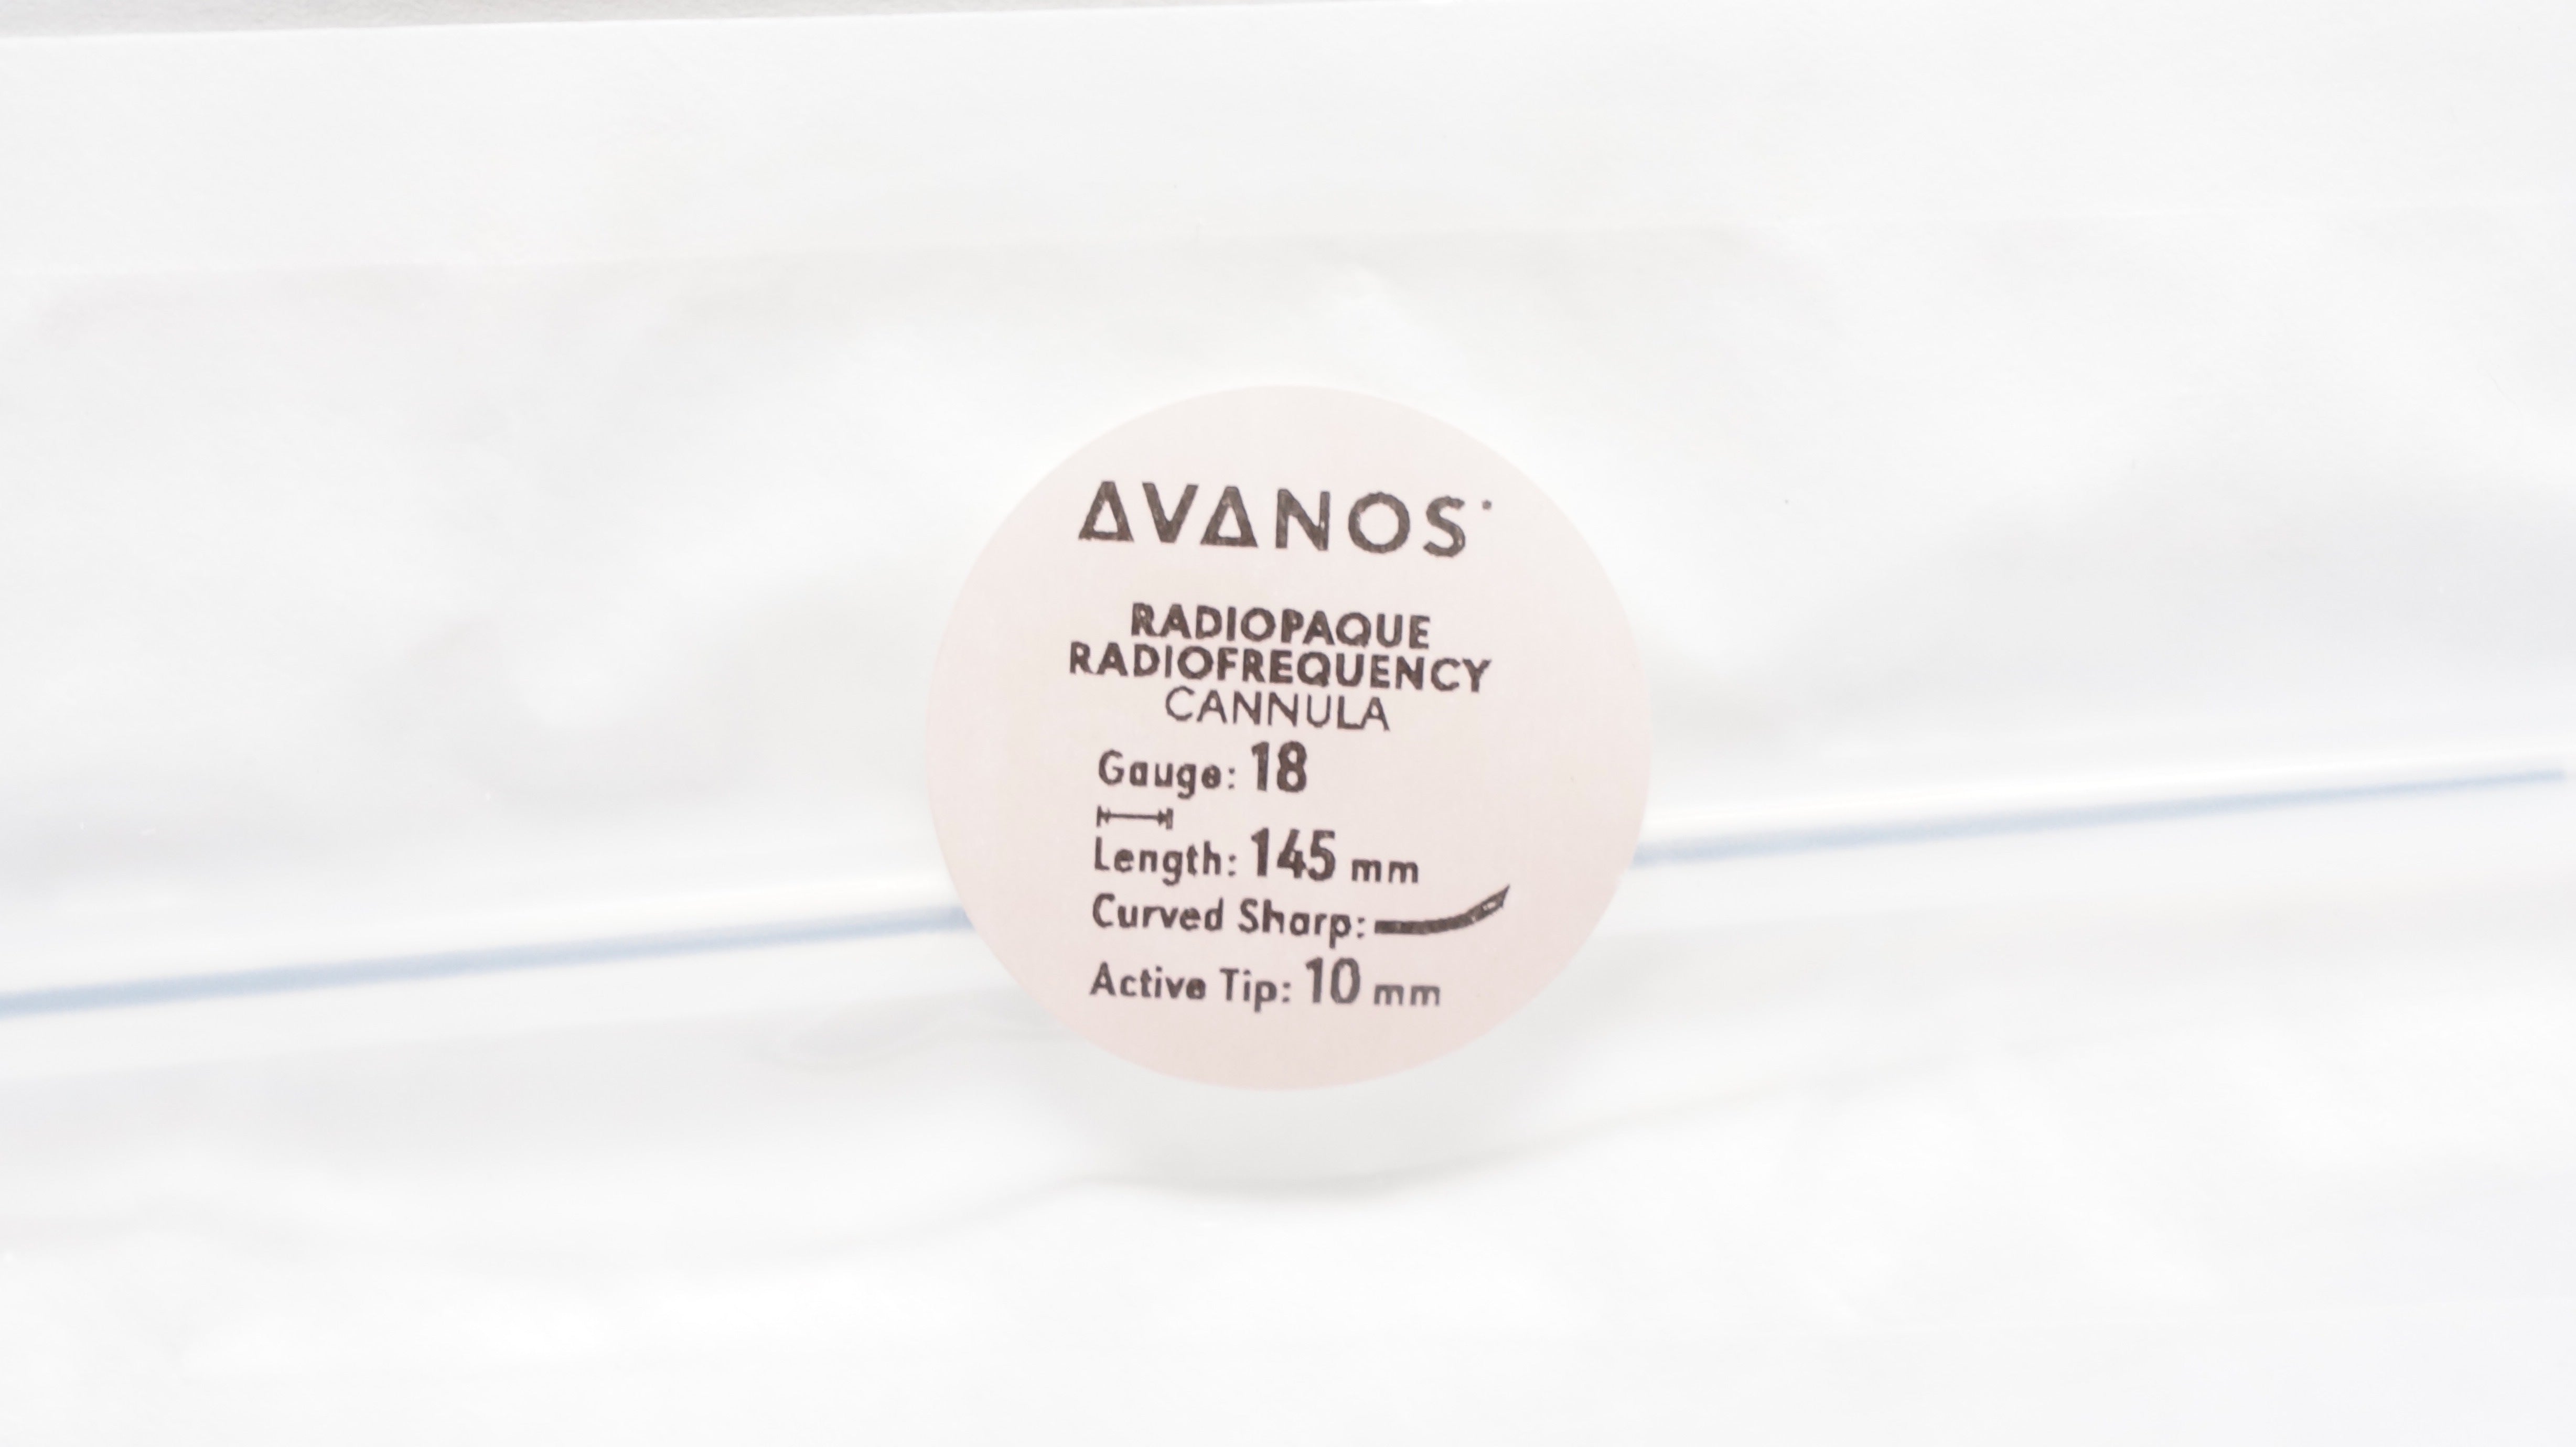 AVANOS
RADIOPAQUE
RADIOFREQUENCY
CANNULA
Gauge: 18
Length: 145 mm
Curved Sharp:
Active Tip: 10 mm